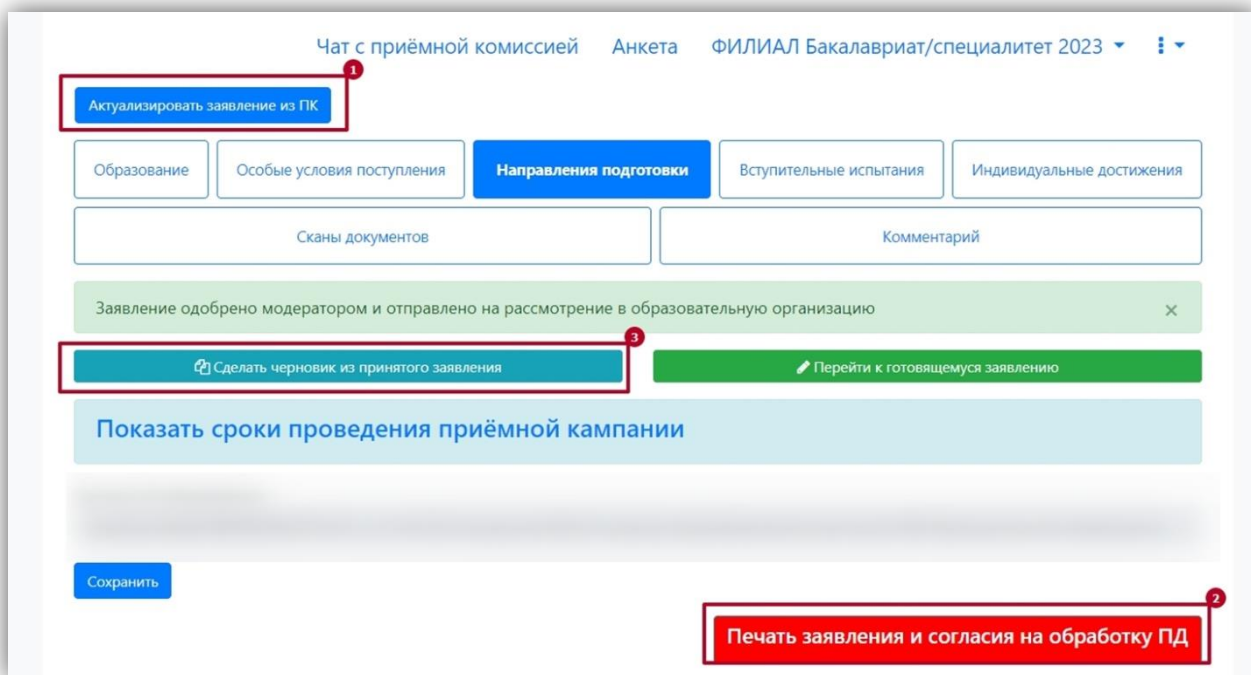 Чат с приёмной комиссией Анкета ФИЛИАЛ Бакалавриат/специалитет 2023
1
Актуализировать заявление из ПК
Образование Особые условия поступления Направления подготовки Вступительные испытания Индивидуальные достижения
Сканы документов Комментарий
Заявление одобрено модератором и отправлено на рассмотрение в образовательную организацию ×
3
Сделать черновик из принятого заявления Перейти к готовящемуся заявлению
Показать сроки проведения приёмной кампании
Сохранить
2
Печать заявления и согласия на обработку ПД